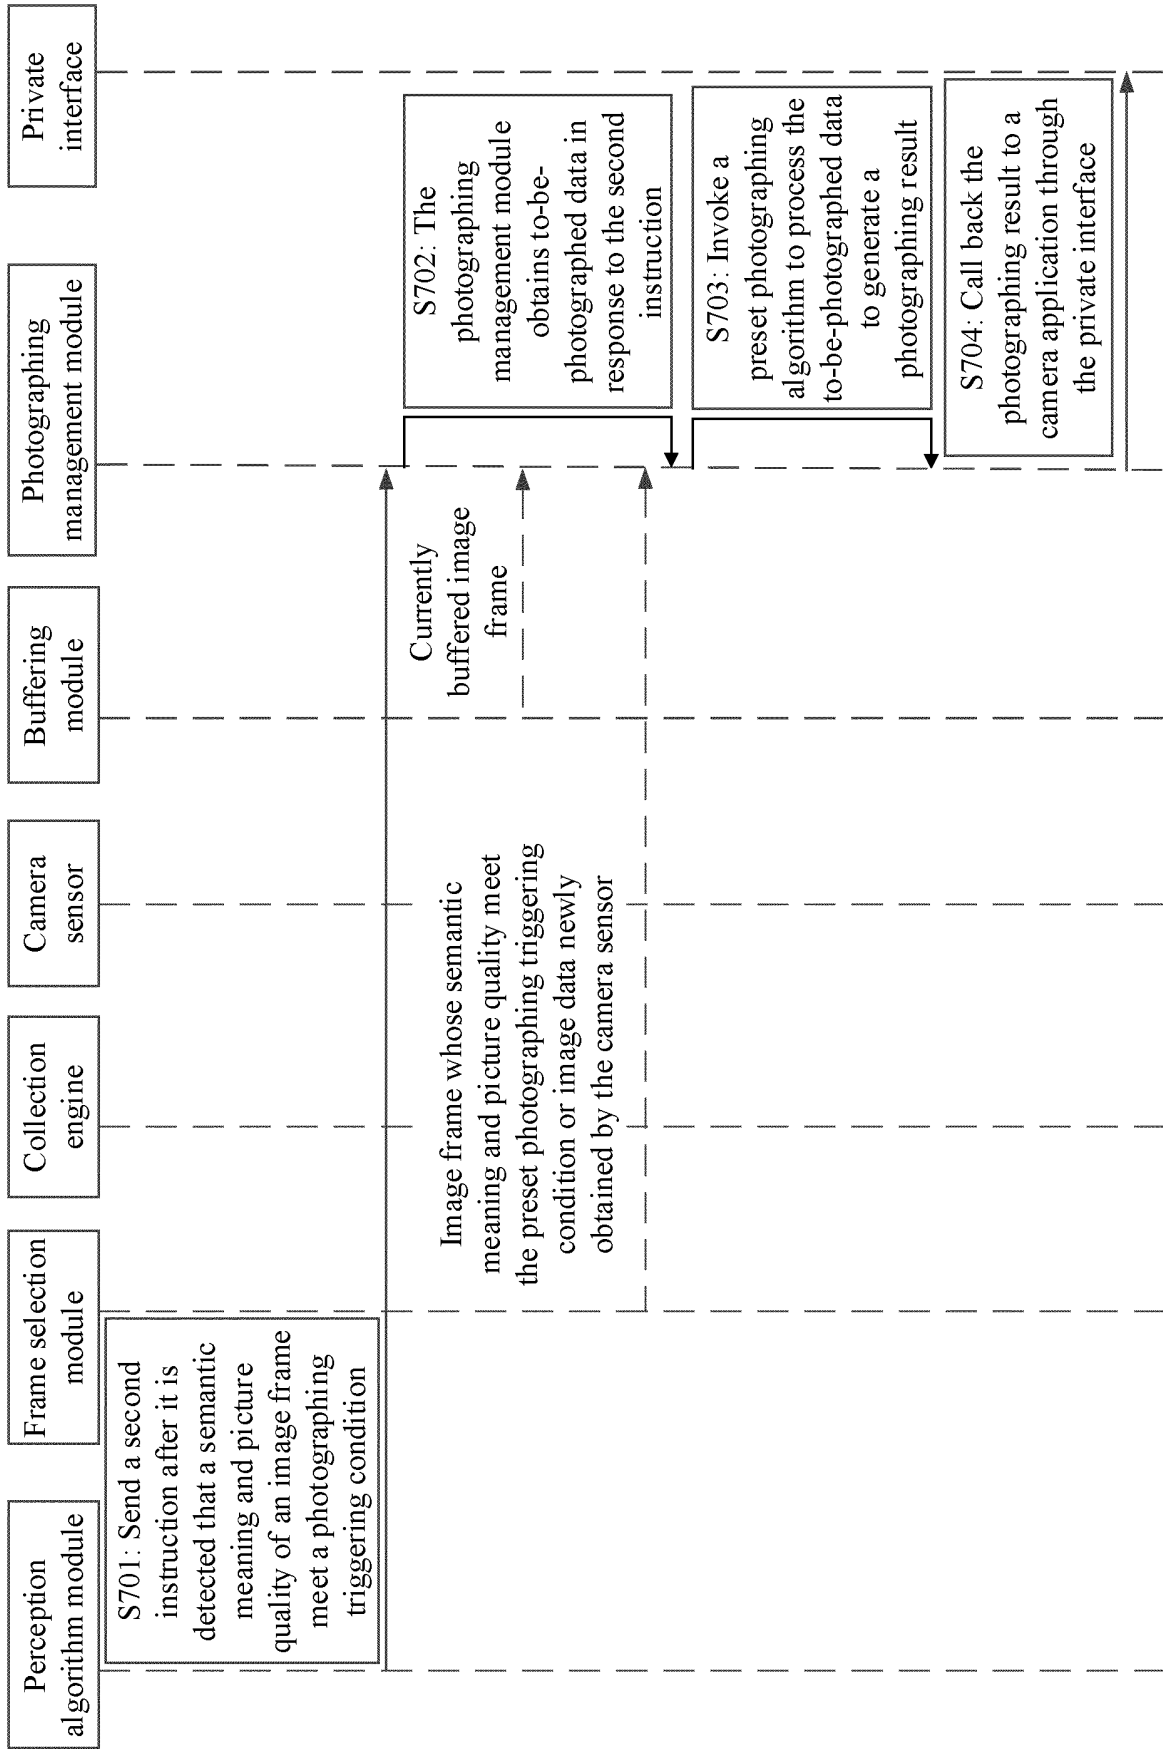 Perception
algorithm module
Frame selection
module
Collection
engine
Camera
sensor
Buffering
module
Photographing
management module
Private
interface
S701: Send a second
instruction after it is
detected that a semantic
meaning and picture
quality of an image frame
meet a photographing
triggering condition
Currently
buffered image
frame
S702: The
photographing
management module
obtains to-be-
photographed data in
response to the second
instruction
Image frame whose semantic
meaning and picture quality meet
the preset photographing triggering
condition or image data newly
obtained by the camera sensor
S703: Invoke a
preset photographing
algorithm to process the
to-be-photographed data
to generate a
photographing result
S704: Call back the
photographing result to a
camera application through
the private interface